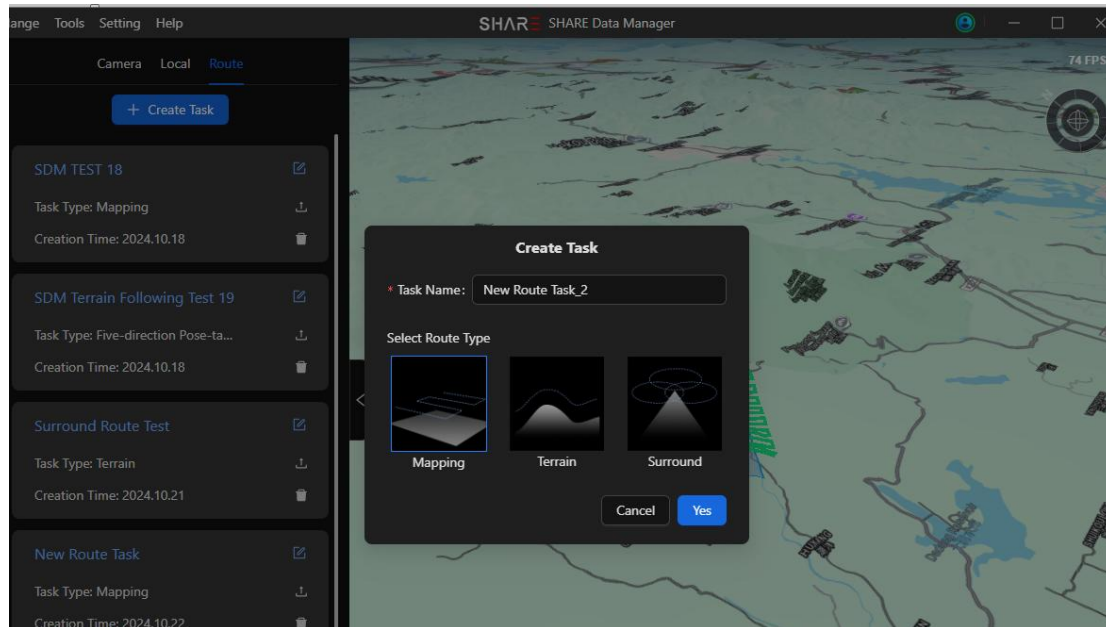 Tools Setting Help
SHARE SHARE Data Manager
Camera Local Route
74 FPS
+ Create Task
SDM TEST 18
Task Type: Mapping
Creation Time: 2024.10.18
SDM Terrain Following Test 19
Task Type: Five-direction Pose-ta...
Creation Time: 2024.10.18
Surround Route Test
Task Type: Terrain
Creation Time: 2024.10.21
New Route Task
Task Type: Mapping
Creation Time: 2024.10.22
Create Task
* Task Name: New Route Task_2
Select Route Type
Mapping Terrain Surround
Cancel Yes